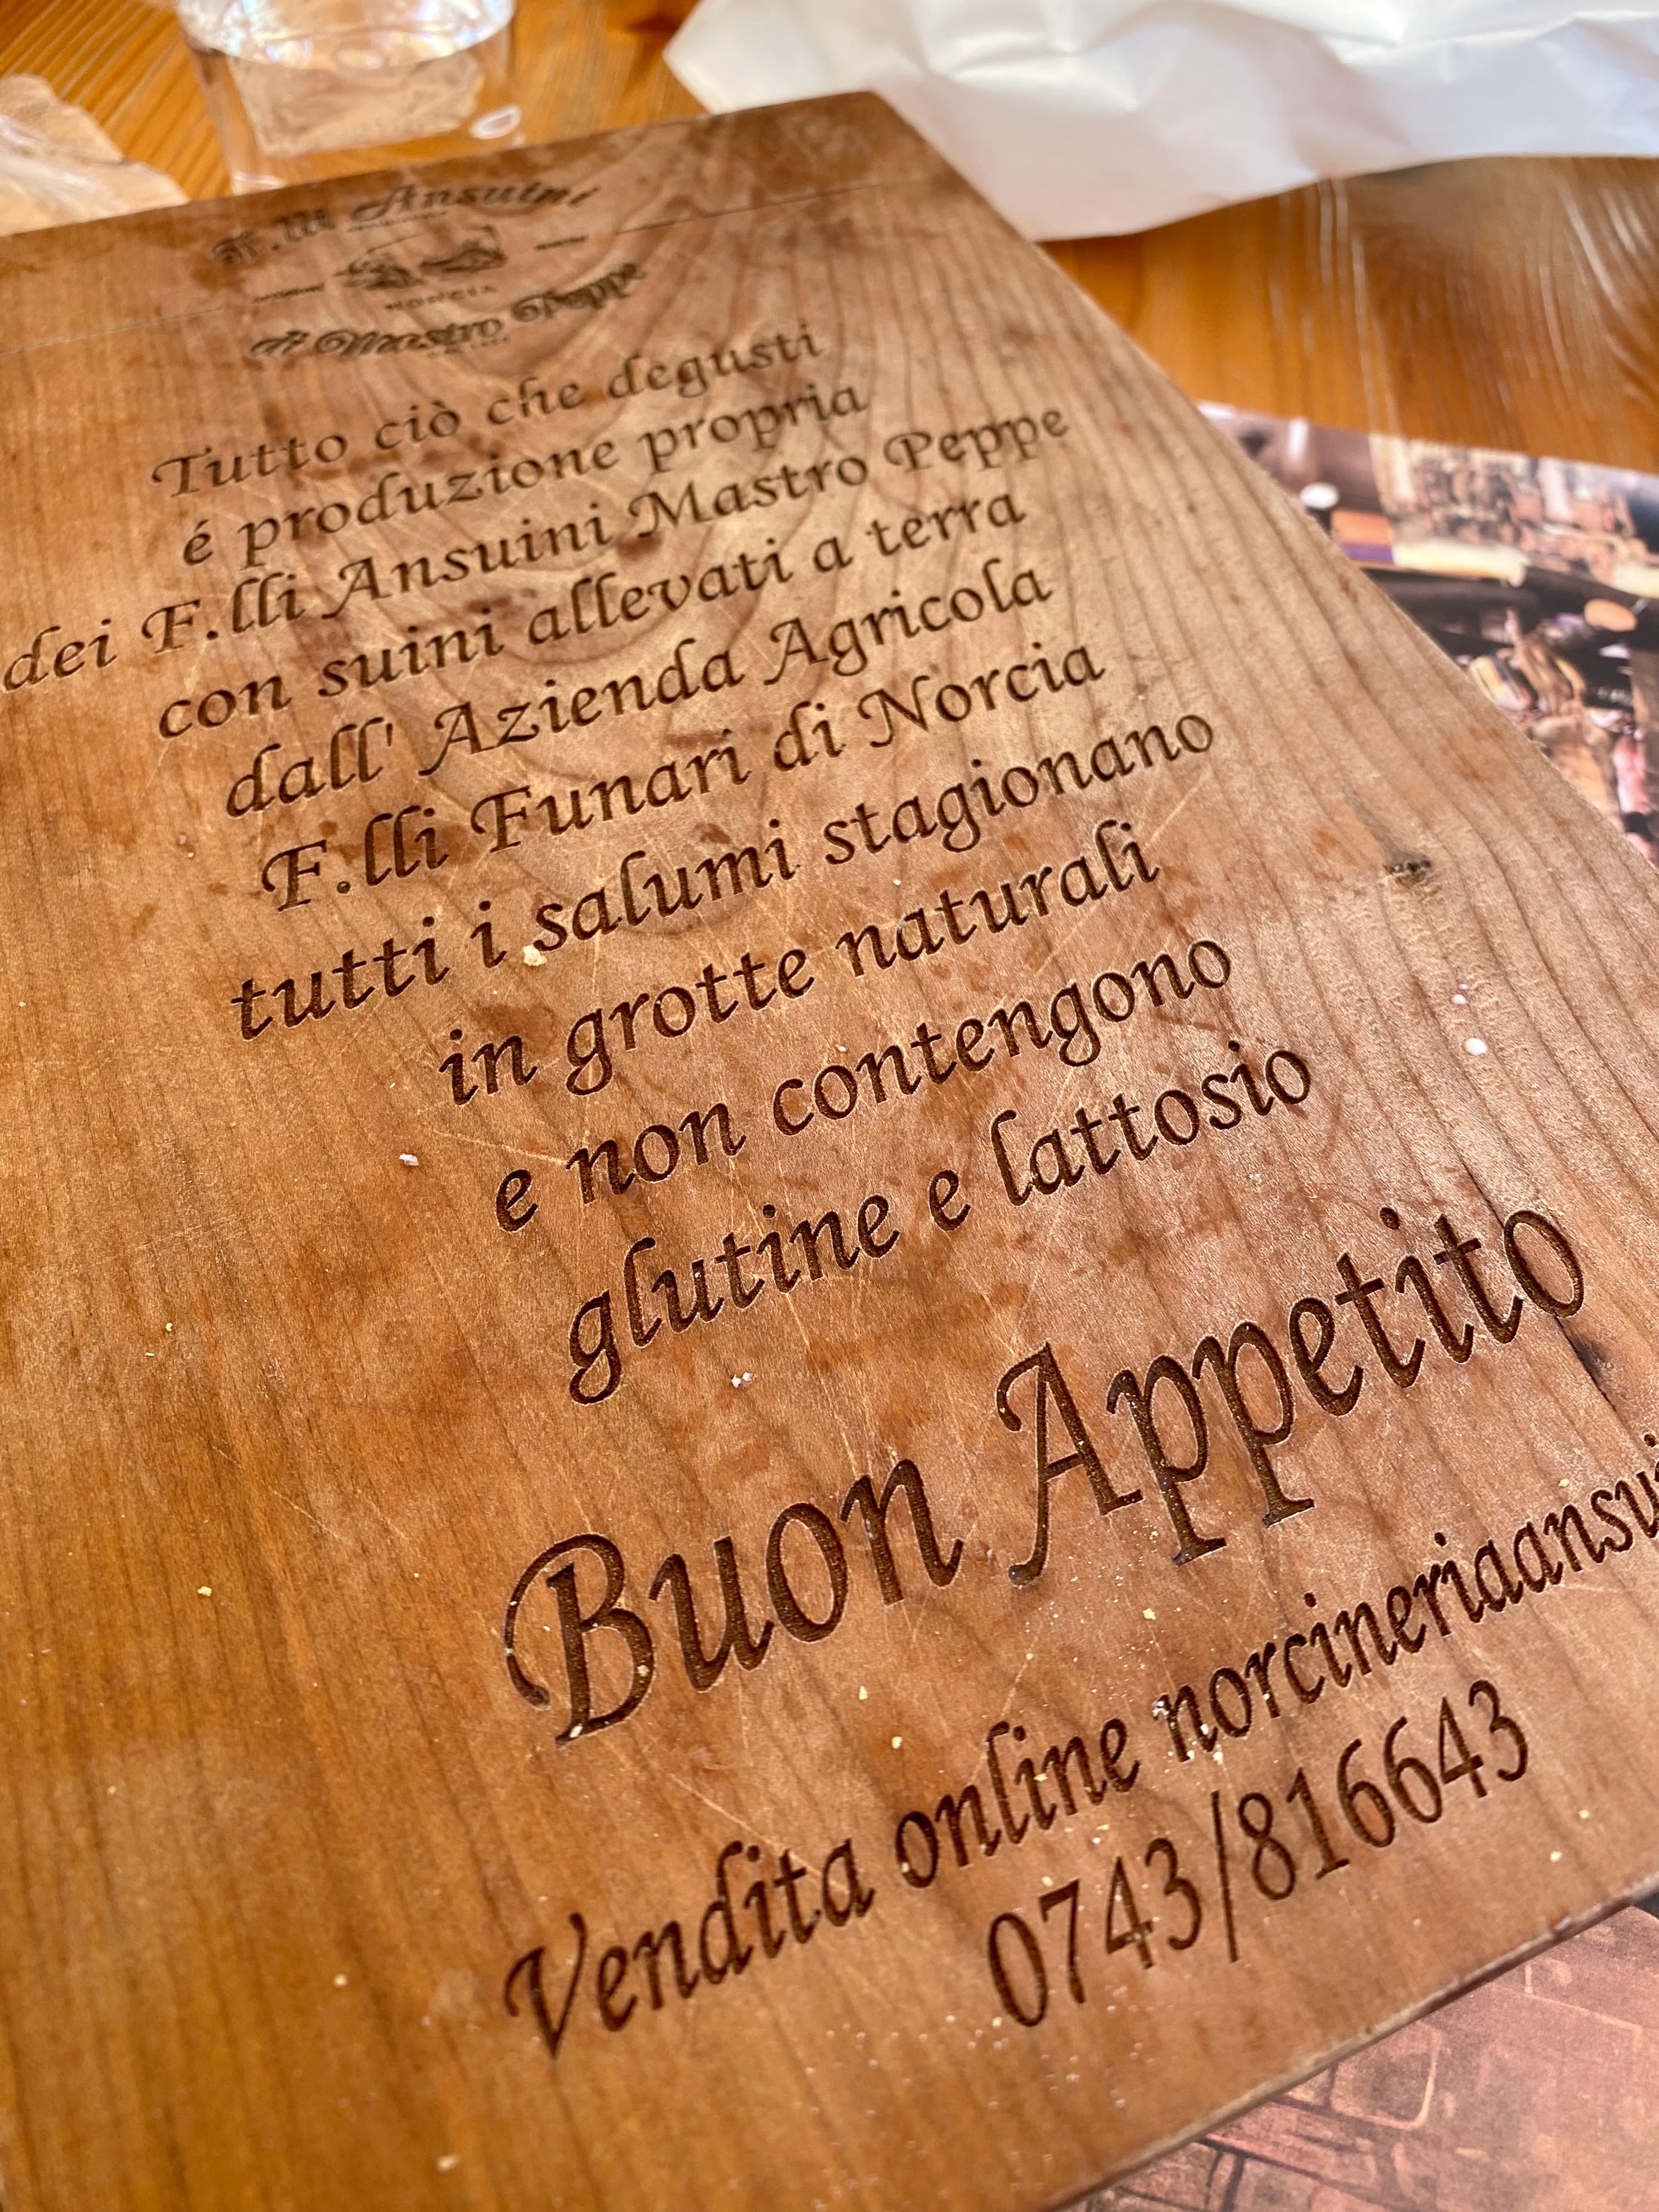 F.lli Ansuini
NORCIA
di Mastro Peppe
Tutto ciò che degusti
é produzione propria
dei F.lli Ansuini Mastro Peppe
con suini allevati a terra
dall' Azienda Agricola
F.lli Funari di Norcia
tutti i salumi stagionano
in grotte naturali
e non contengono
glutine e lattosio
Buon Appetito
Vendita online norcineriaansui
0743/816643